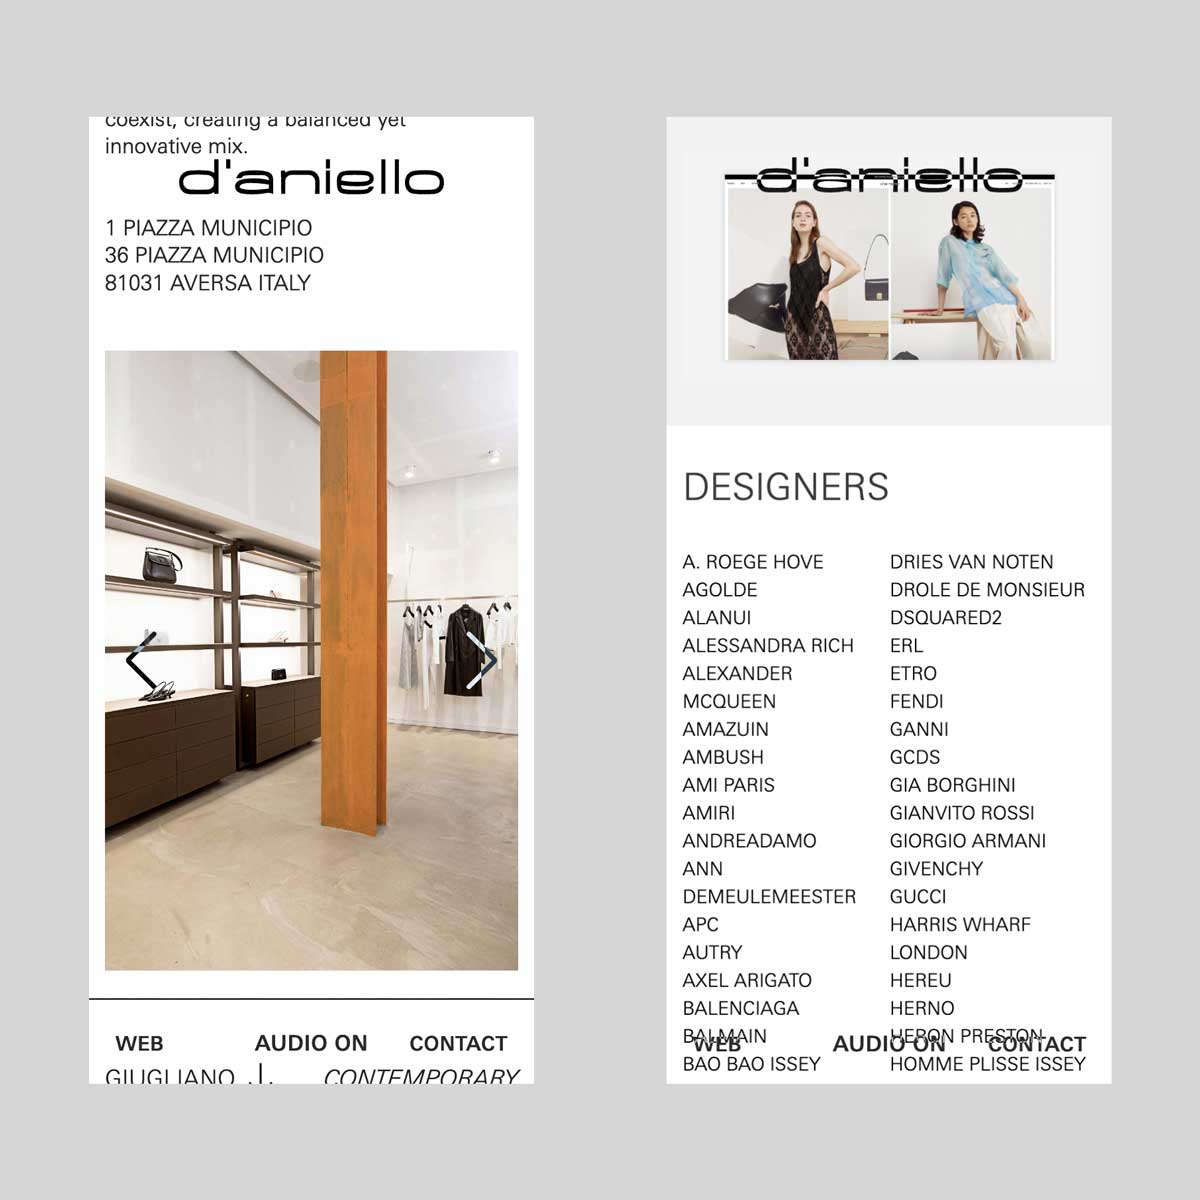 coexist, creating a balanced yet
innovative mix.
d'aniello
1 PIAZZA MUNICIPIO
36 PIAZZA MUNICIPIO
81031 AVERSA ITALY
WEB AUDIO ON CONTACT
GIUGLIANO CONTEMPORARY
d'aniello
DESIGNERS
A. ROEGE HOVE
AGOLDE
ALANUI
ALESSANDRA RICH
ALEXANDER
MCQUEEN
AMAZUIN
AMBUSH
AMI PARIS
AMIRI
ANDREADAMO
ANN
DEMEULEMEESTER
APC
AUTRY
AXEL ARIGATO
BALENCIAGA
BALMAIN
BAO BAO ISSEY
DRIES VAN NOTEN
DROLE DE MONSIEUR
DSQUARED2
ERL
ETRO
FENDI
GANNI
GCDS
GIA BORGHINI
GIANVITO ROSSI
GIORGIO ARMANI
GIVENCHY
GUCCI
HARRIS WHARF
LONDON
HEREU
HERNO
HERON PRESTON
HOMME PLISSE ISSEY
WEB AUDIO ON CONTACT